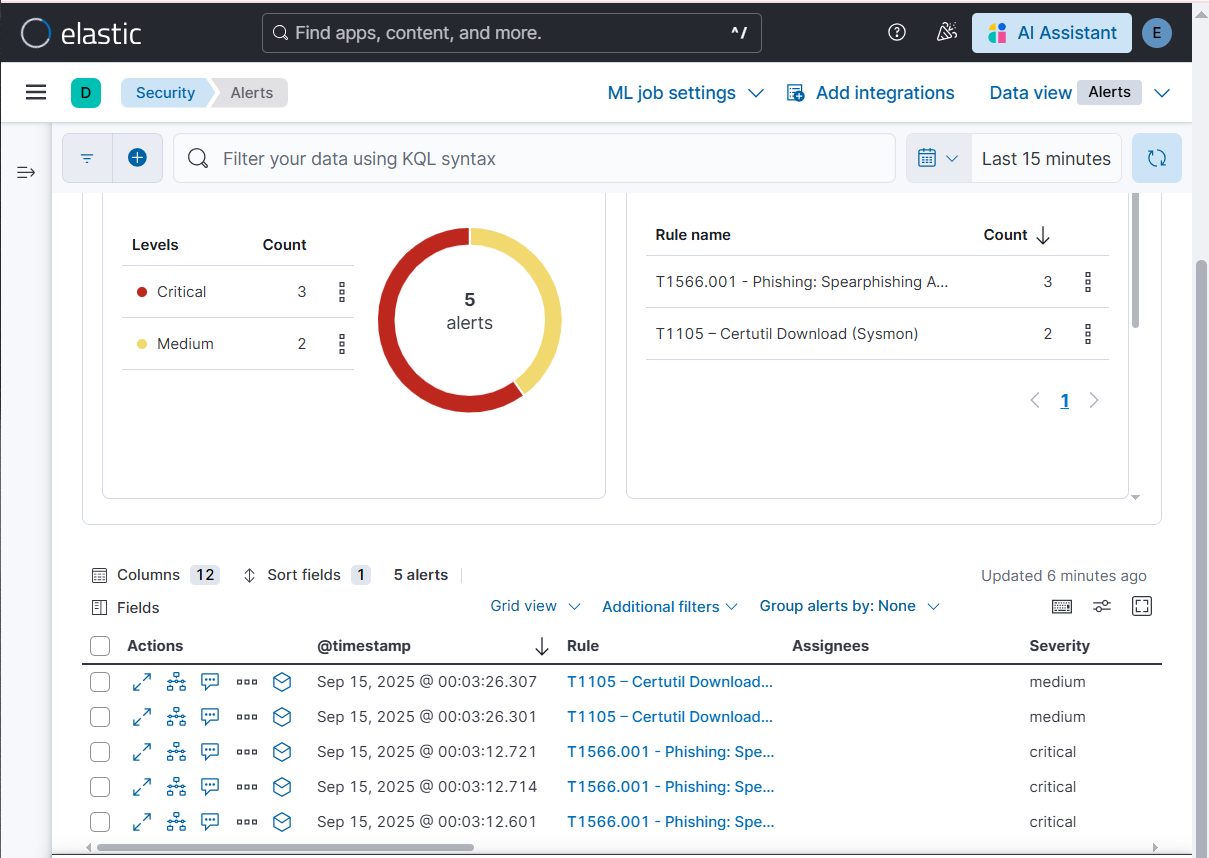 elastic Find apps, content, and more. ^/ AI Assistant E
D Security Alerts ML job settings Add integrations Data view Alerts
Filter your data using KQL syntax Last 15 minutes
Levels Count
Critical 3
Medium 2
5
alerts
Rule name Count
T1566.001 - Phishing: Spearphishing A... 3
T1105 – Certutil Download (Sysmon) 2
1
Columns 12 Sort fields 1 5 alerts Updated 6 minutes ago
Fields Grid view Additional filters Group alerts by: None
Actions @timestamp Rule Assignees Severity
Sep 15, 2025 @ 00:03:26.307 T1105 – Certutil Download... medium
Sep 15, 2025 @ 00:03:26.301 T1105 – Certutil Download... medium
Sep 15, 2025 @ 00:03:12.721 T1566.001 - Phishing: Spe... critical
Sep 15, 2025 @ 00:03:12.714 T1566.001 - Phishing: Spe... critical
Sep 15, 2025 @ 00:03:12.601 T1566.001 - Phishing: Spe... critical